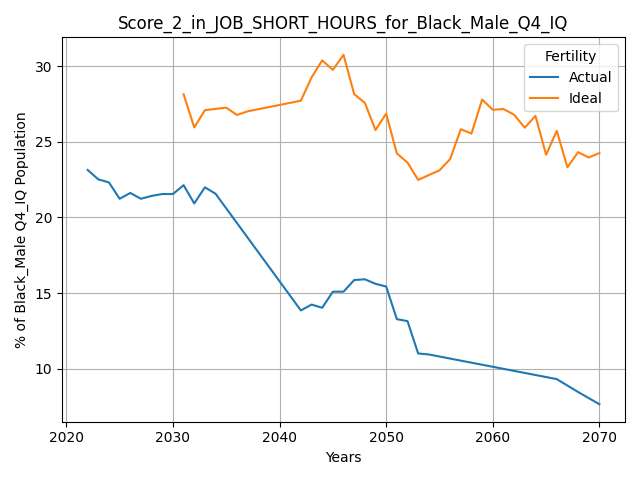 Score_2_in_JOB_SHORT_HOURS_for_Black_Male_Q4_IQ
Fertility
Actual
Ideal
% of Black_Male Q4_IQ Population
30
25
20
15
10
2020 2030 2040 2050 2060 2070
Years